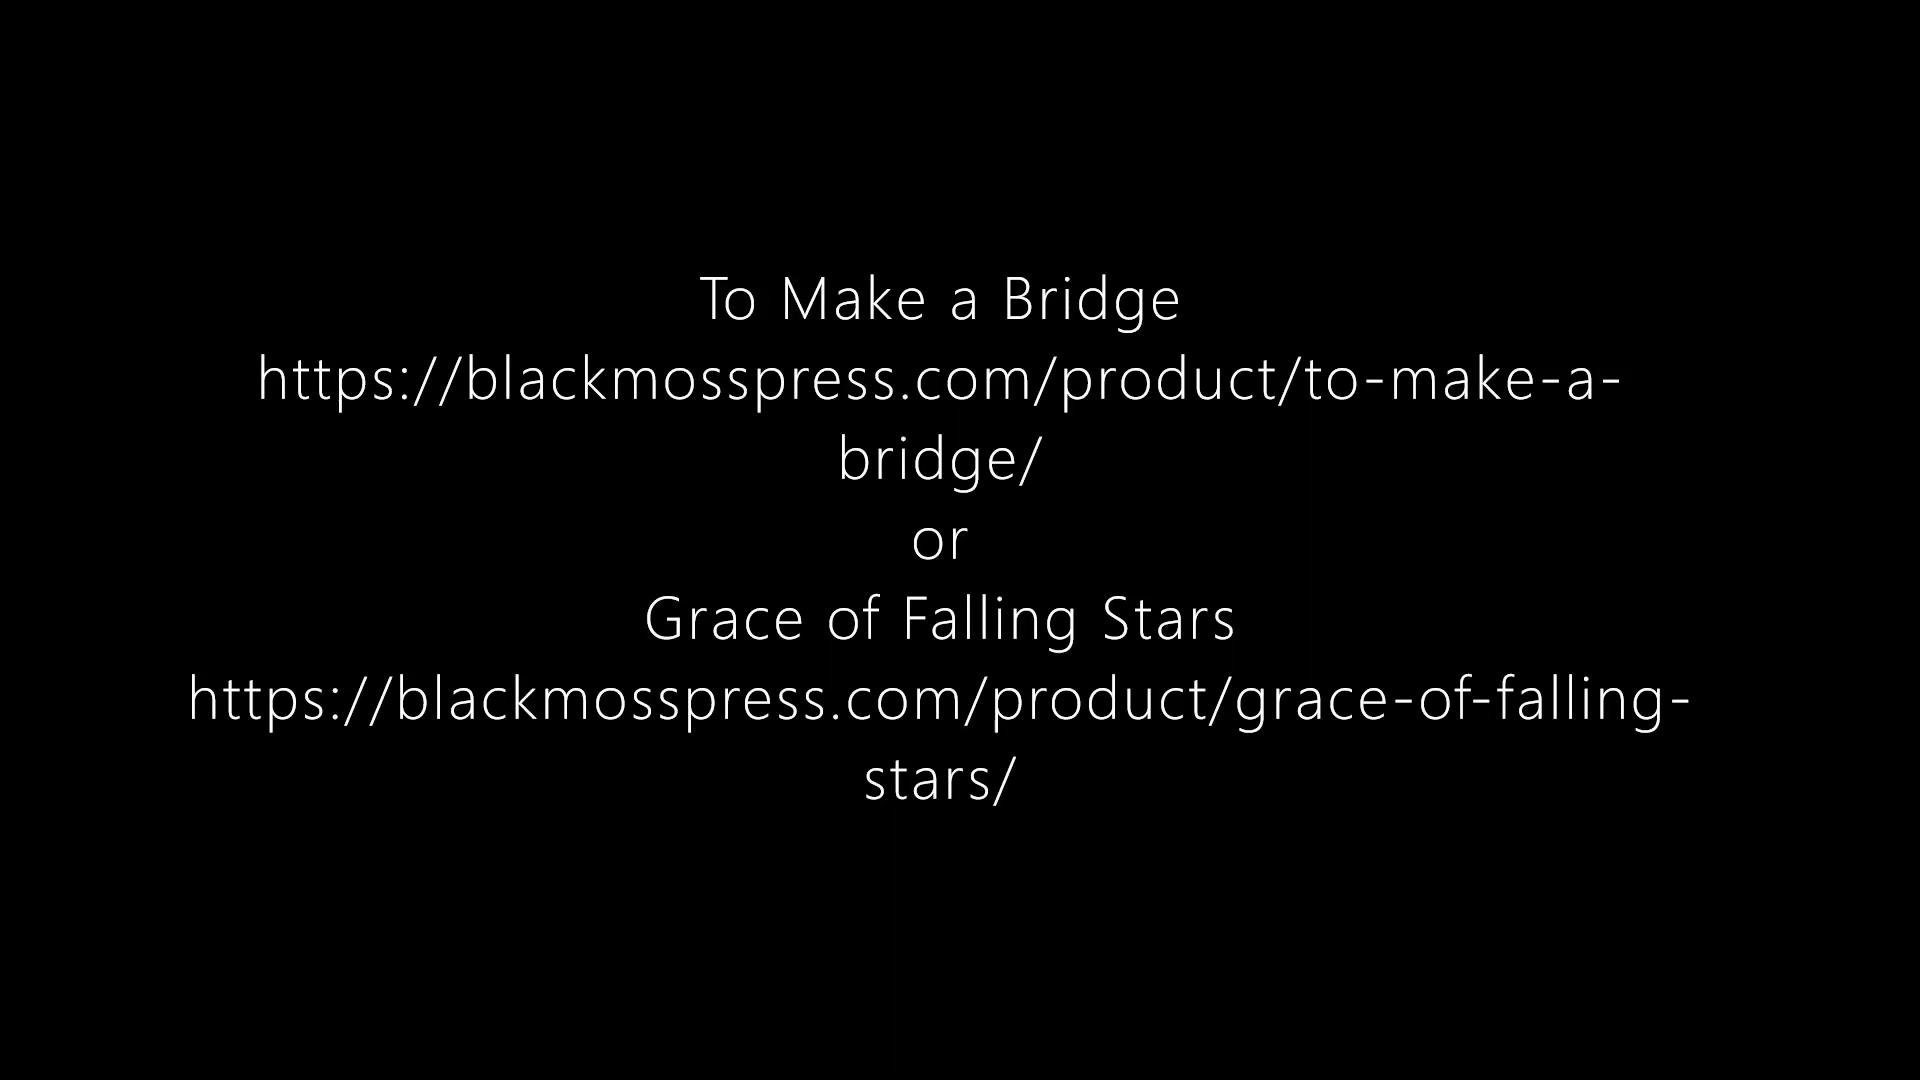 To Make a Bridge
https://blackmosspress.com/product/to-make-a-
bridge/
or
Grace of Falling Stars
https://blackmosspress.com/product/grace-of-falling-
stars/